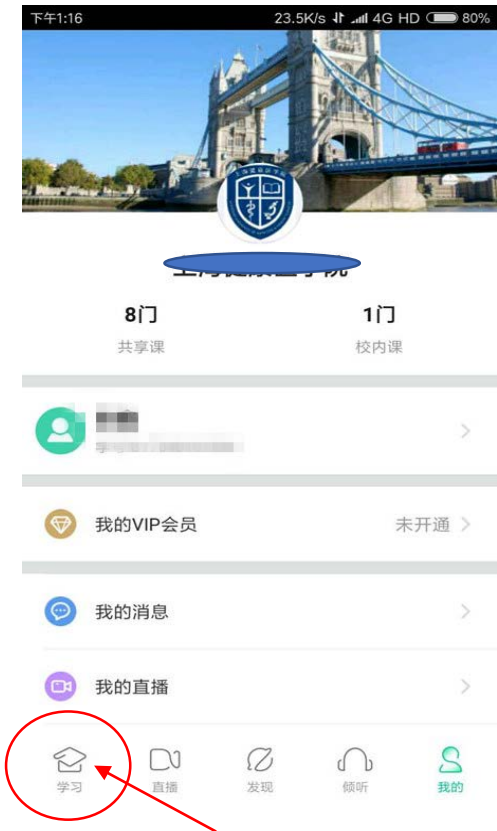 下午1:16 23.5K/s 4G HD 80%
8门 1门
共享课 校内课
我的VIP会员 未开通
我的消息
我的直播
学习 直播 发现 倾听 我的